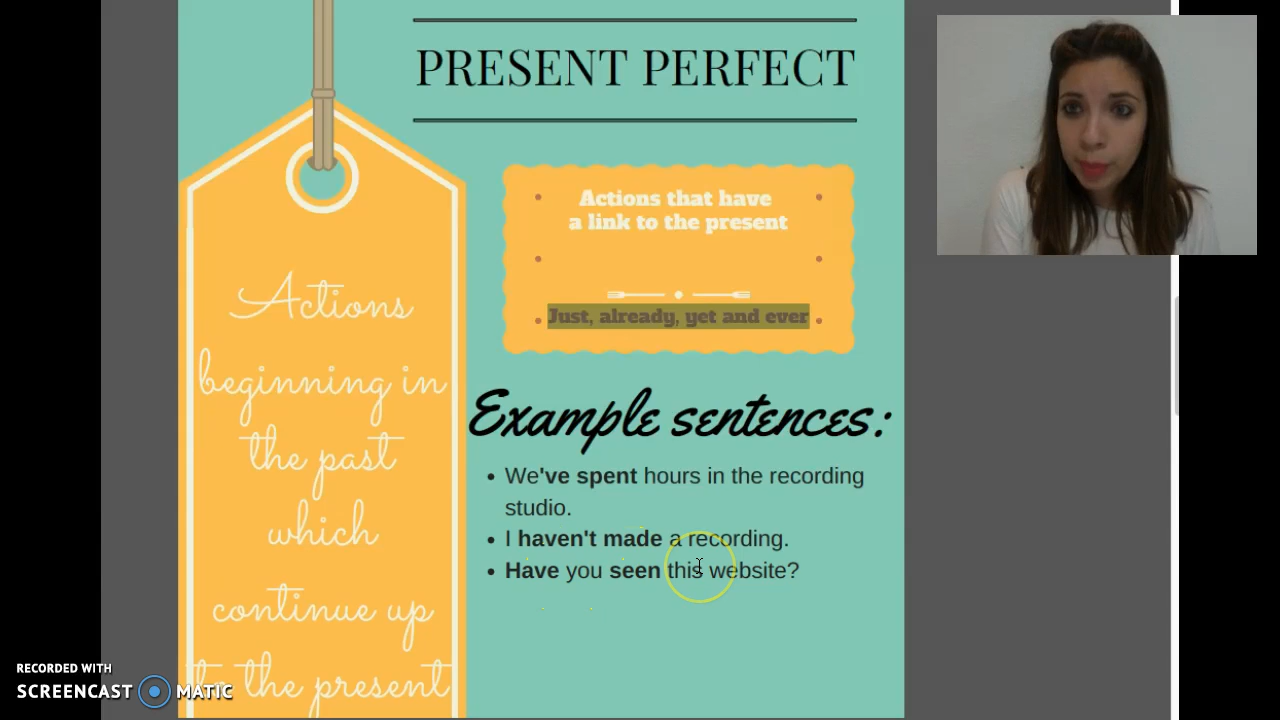 PRESENT PERFECT
Actions
beginning in
the past
which
continue up
to the present
Actions that have
a link to the present
Just, already, yet and ever
Example sentences:
• We've spent hours in the recording
studio.
• I haven't made a recording.
• Have you seen this website?
RECORDED WITH
SCREENCAST MATIC